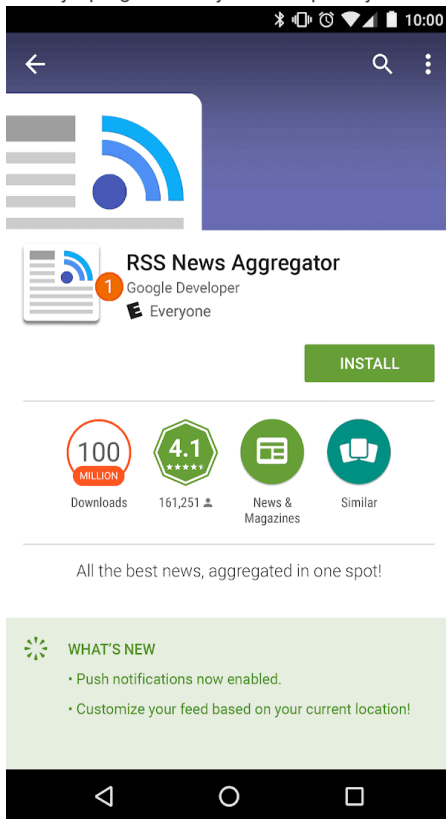 10:00
RSS News Aggregator
1
Google Developer
E Everyone
INSTALL
100
MILLION
4.1
Downloads
161,251
News &
Magazines
Similar
All the best news, aggregated in one spot!
WHAT'S NEW
• Push notifications now enabled.
• Customize your feed based on your current location!